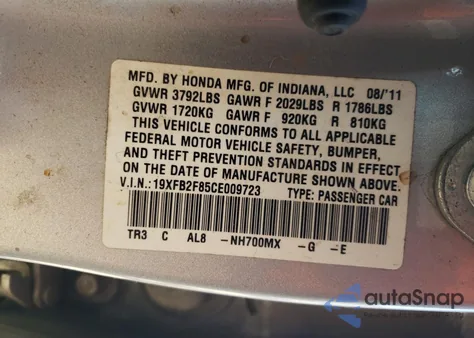 MFD. BY HONDA MFG. OF INDIANA, LLC 08/'11
GVWR 3792LBS GAWR F 2029LBS R 1786LBS
GVWR 1720KG GAWR F 920KG R 810KG
THIS VEHICLE CONFORMS TO ALL APPLICABLE
FEDERAL MOTOR VEHICLE SAFETY, BUMPER,
AND THEFT PREVENTION STANDARDS IN EFFECT
ON THE DATE OF MANUFACTURE SHOWN ABOVE.
V.I.N.: 19XFB2F85CE009723 TYPE: PASSENGER CAR
TR3 C AL8 -NH700MX -G -E
autaSnap